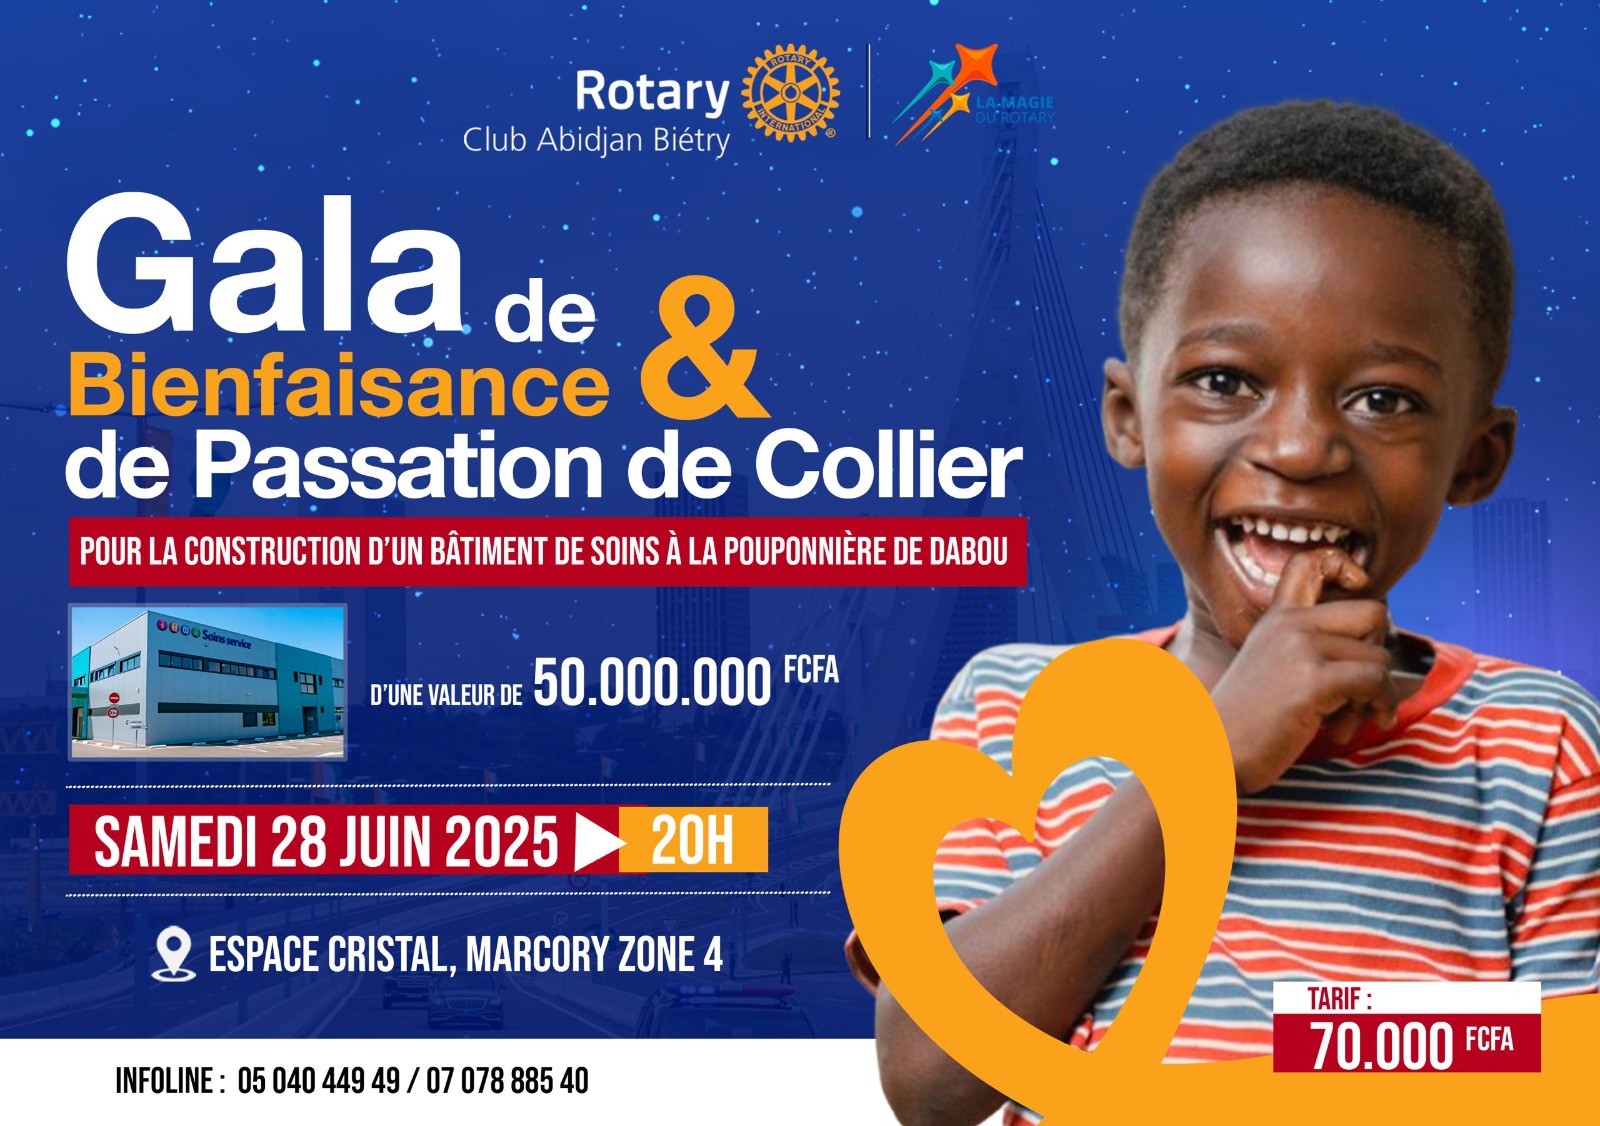 Rotary
Club Abidjan Biétry
ROTARY
INTERNATIONAL
LA MAGIE
DU ROTARY
Gala de
Bienfaisance &
de Passation de Collier
POUR LA CONSTRUCTION D'UN BÂTIMENT DE SOINS À LA POUPONNIÈRE DE DABOU
Soins service
D'UNE VALEUR DE 50.000.000 FCFA
SAMEDI 28 JUIN 2025 20H
ESPACE CRISTAL, MARCORY ZONE 4
TARIF :
70.000 FCFA
INFOLINE : 05 040 449 49 / 07 078 885 40